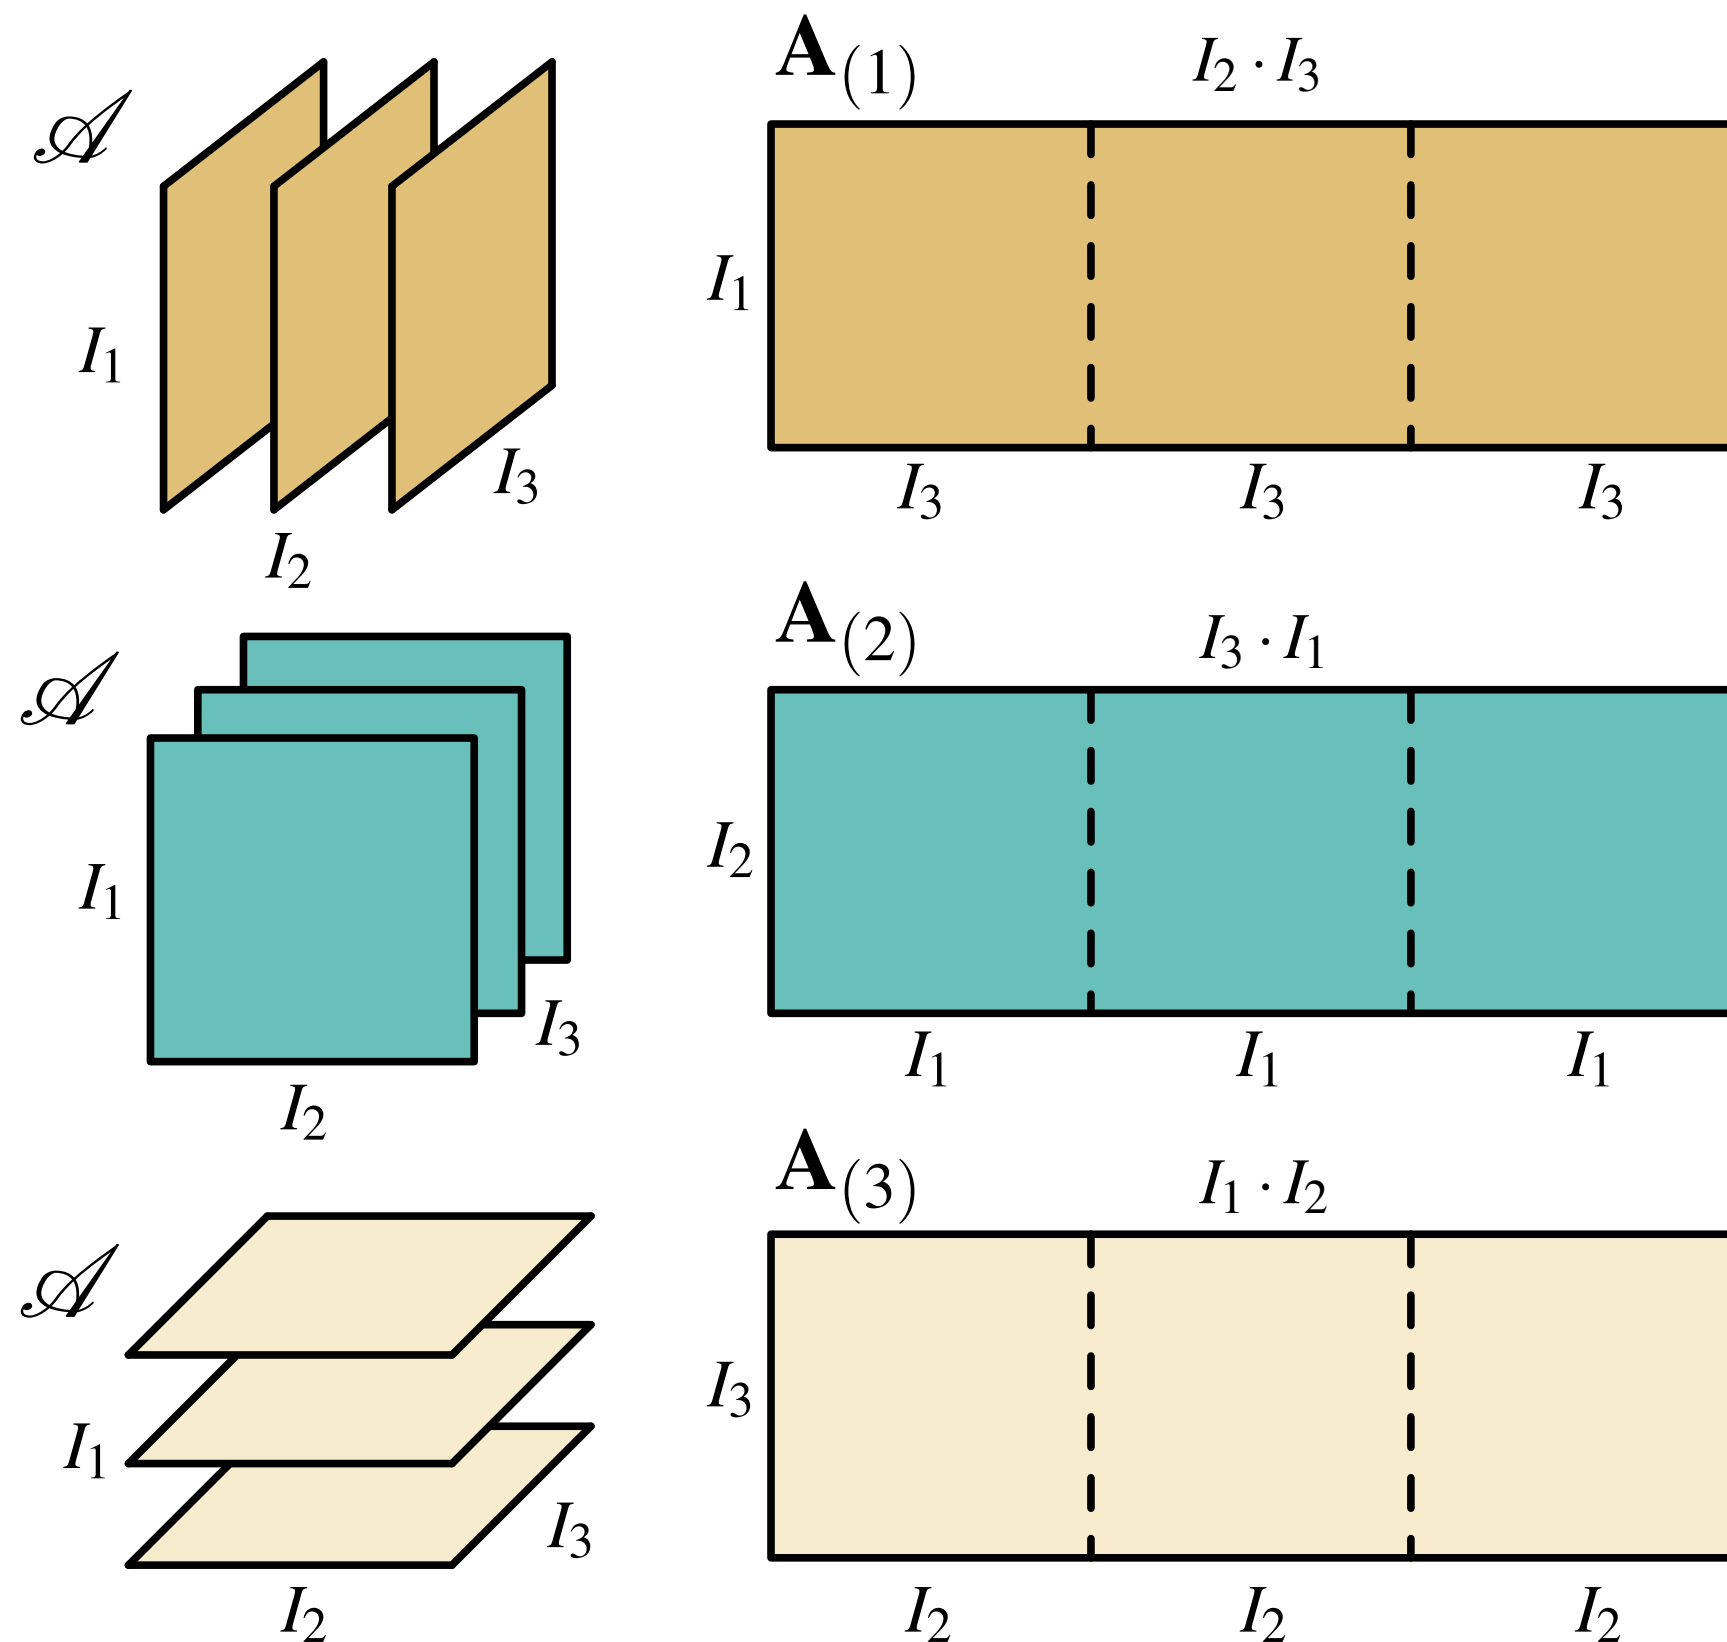 𝒜
I₁
I₂
I₃
A₍₁₎
I₂ · I₃
I₁
I₃ I₃ I₃
𝒜
I₁
I₂
I₃
A₍₂₎
I₃ · I₁
I₂
I₁ I₁ I₁
𝒜
I₁
I₂
I₃
A₍₃₎
I₁ · I₂
I₃
I₂ I₂ I₂